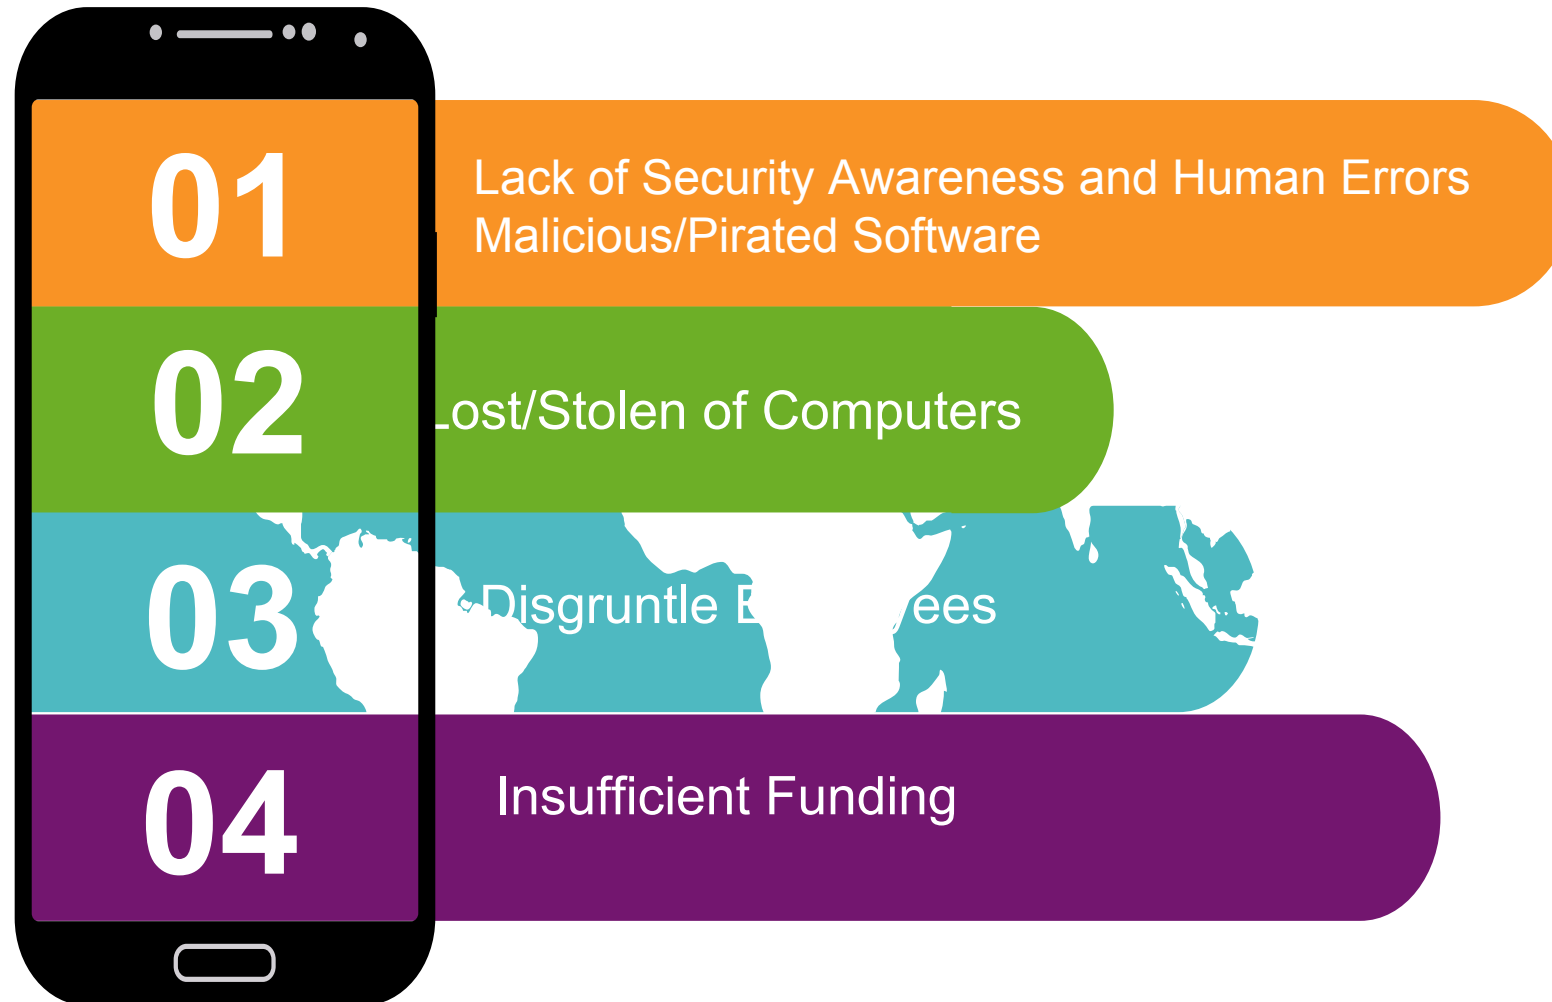 01
Lack of Security Awareness and Human Errors
Malicious/Pirated Software
02
Lost/Stolen of Computers
03
Disgruntle Employees
04
Insufficient Funding